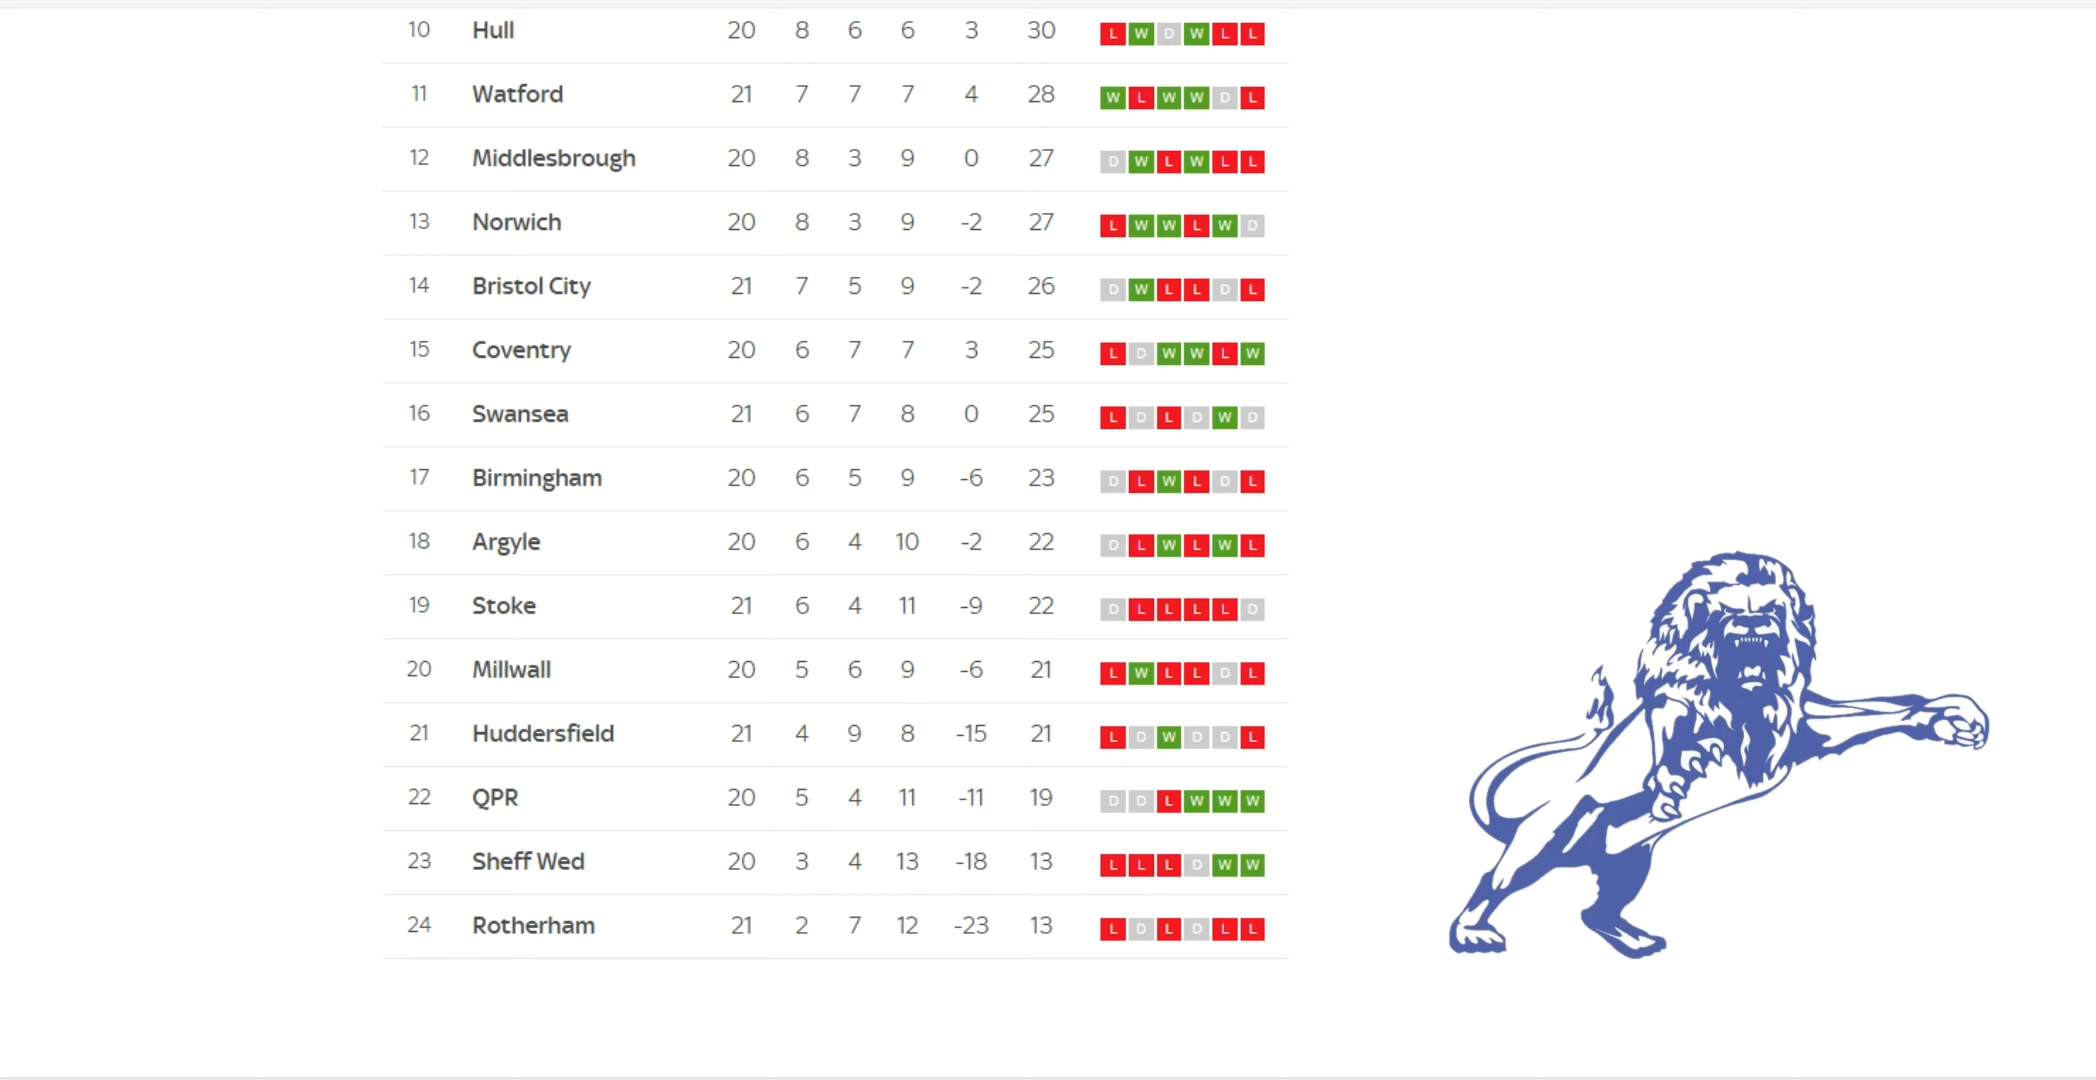 10 Hull 20 8 6 6 3 30 L W D W L L
11 Watford 21 7 7 7 4 28 W L W W D L
12 Middlesbrough 20 8 3 9 0 27 D W L W L L
13 Norwich 20 8 3 9 -2 27 L W W L W D
14 Bristol City 21 7 5 9 -2 26 D W L L D L
15 Coventry 20 6 7 7 3 25 L D W W L W
16 Swansea 21 6 7 8 0 25 L D L D W D
17 Birmingham 20 6 5 9 -6 23 D L W L D L
18 Argyle 20 6 4 10 -2 22 D L W L W L
19 Stoke 21 6 4 11 -9 22 D L L L L D
20 Millwall 20 5 6 9 -6 21 L W L L D L
21 Huddersfield 21 4 9 8 -15 21 L D W D D L
22 QPR 20 5 4 11 -11 19 D D L W W W
23 Sheff Wed 20 3 4 13 -18 13 L L L D W W
24 Rotherham 21 2 7 12 -23 13 L D L D L L